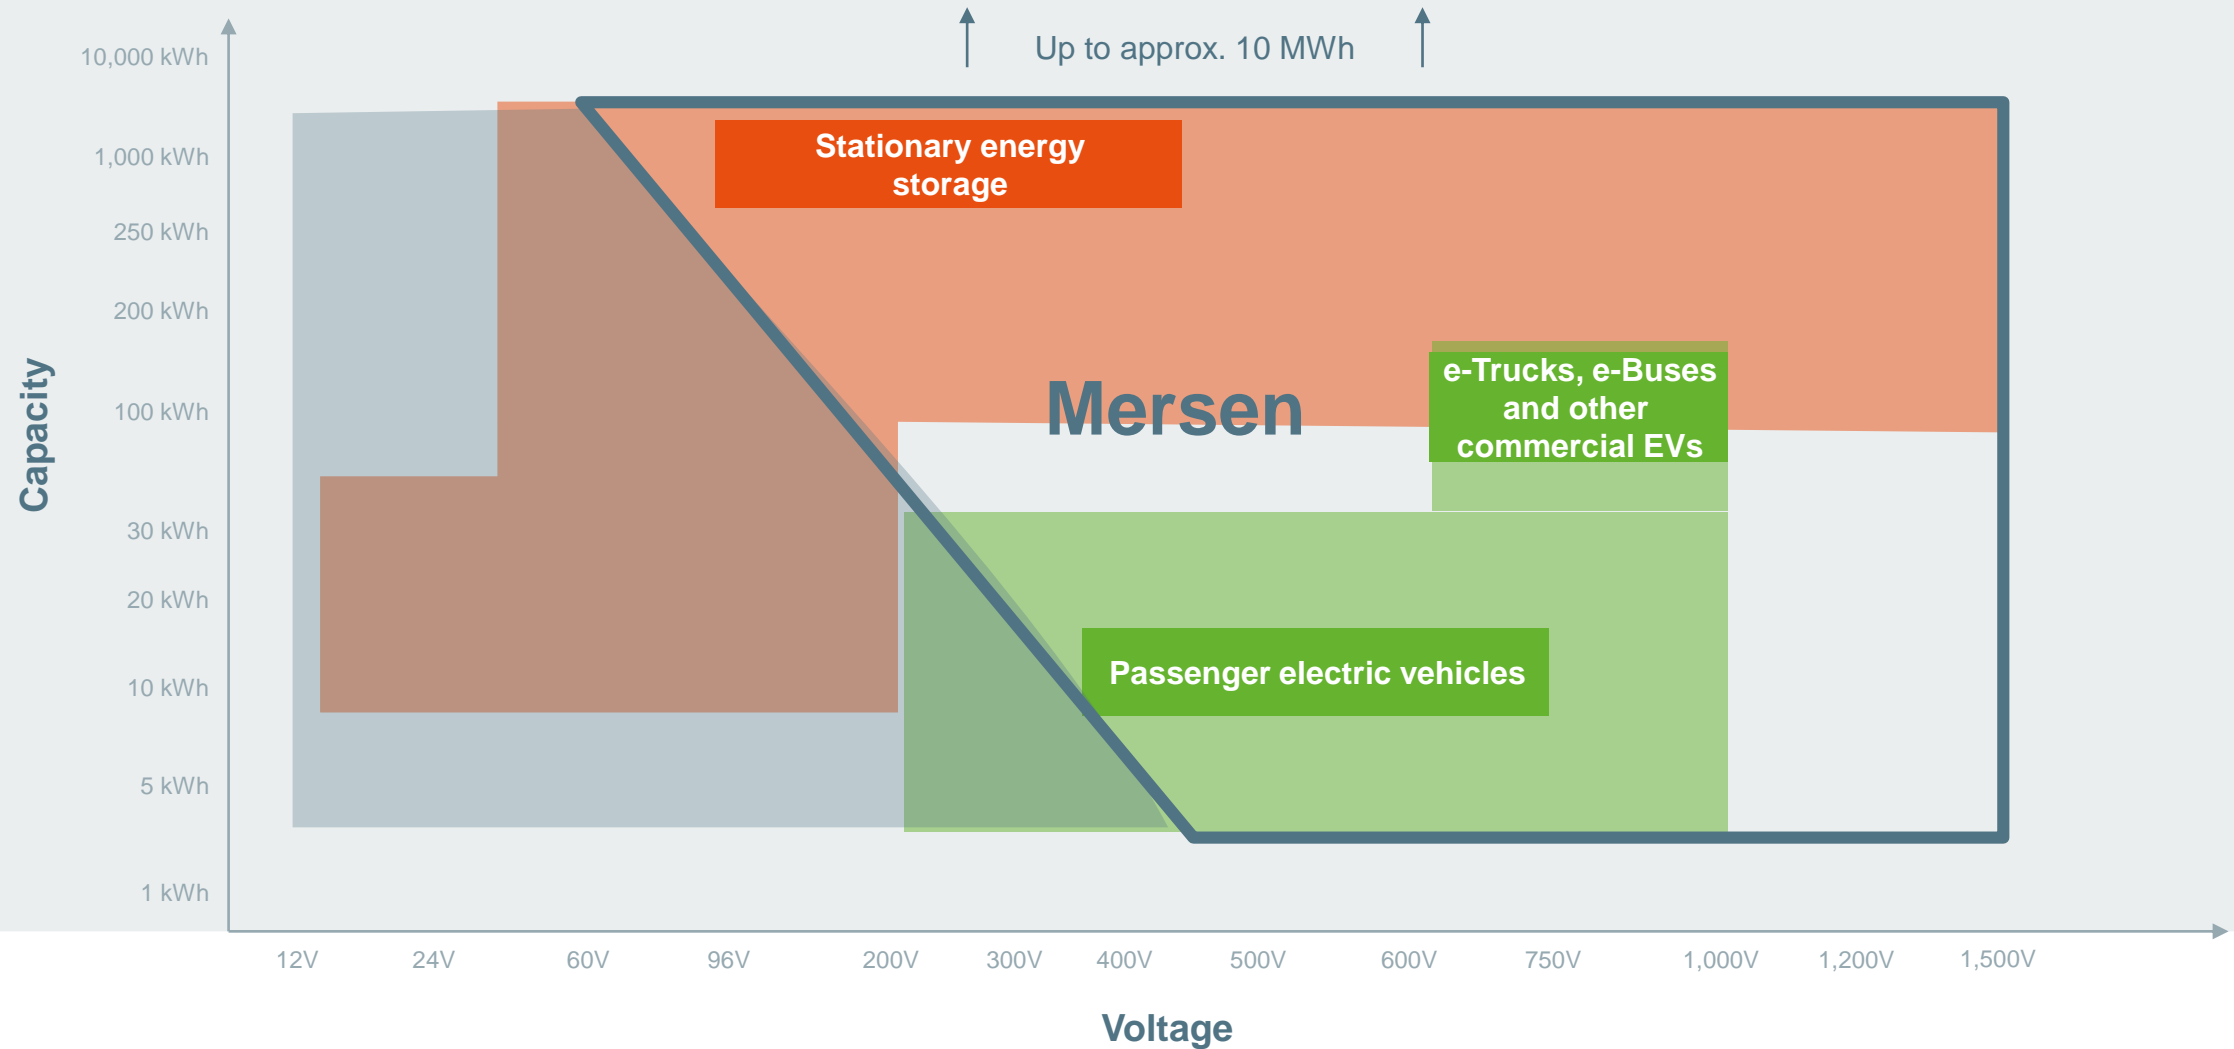 Up to approx. 10 MWh
10,000 kWh
1,000 kWh
250 kWh
200 kWh
100 kWh
30 kWh
20 kWh
10 kWh
5 kWh
1 kWh
Capacity
Stationary energy
storage
Mersen
e-Trucks, e-Buses
and other
commercial EVs
Passenger electric vehicles
12V 24V 60V 96V 200V 300V 400V 500V 600V 750V 1,000V 1,200V 1,500V
Voltage